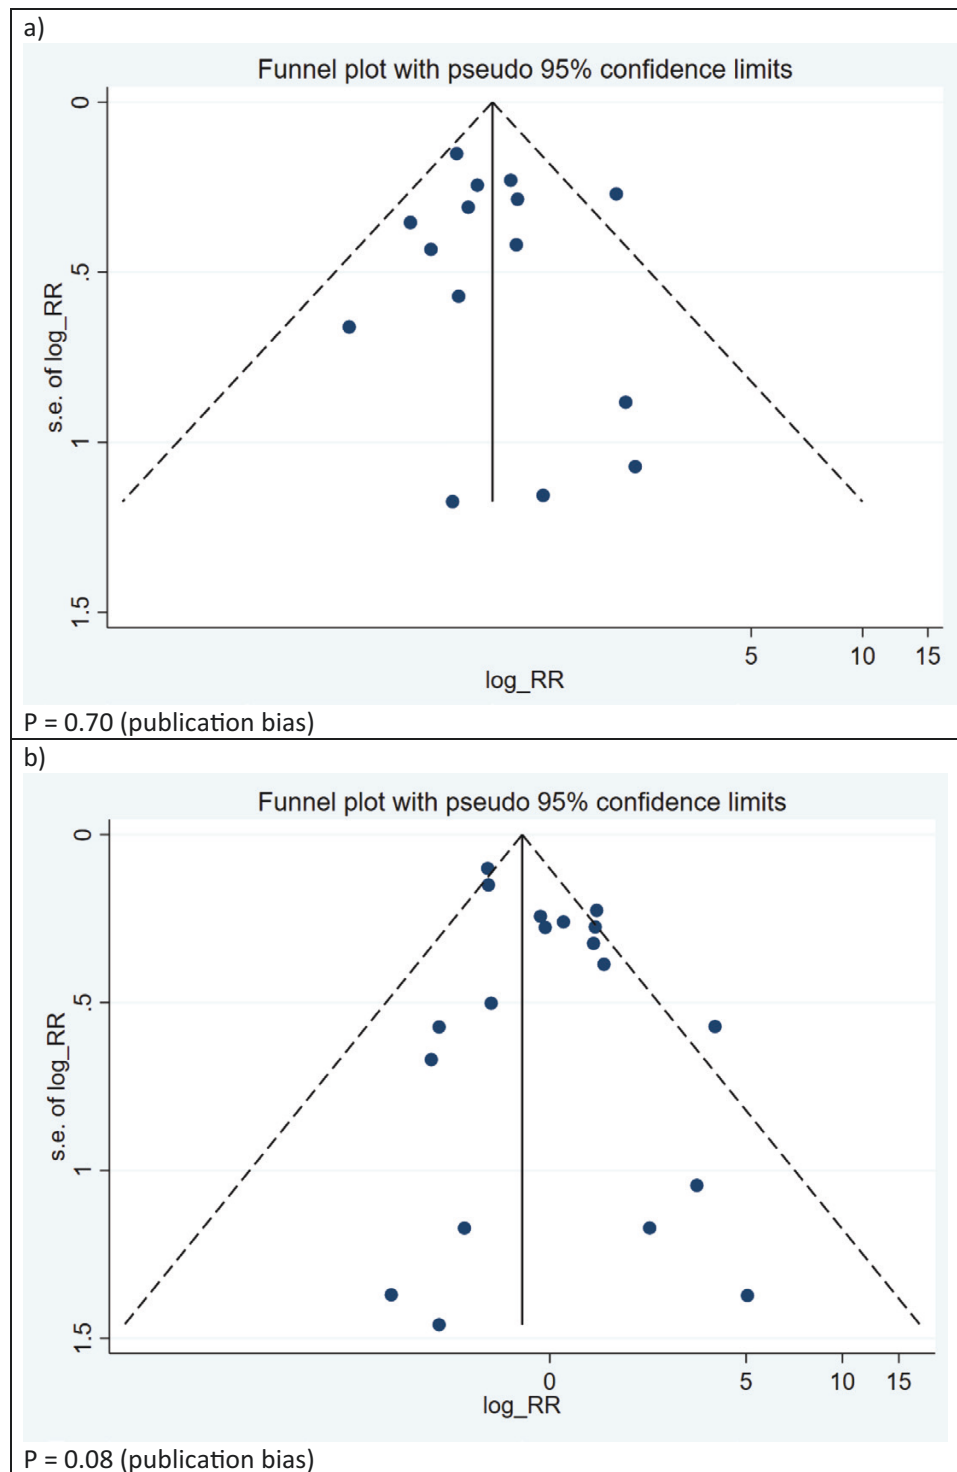 a)
Funnel plot with pseudo 95% confidence limits
0
.5
1
1.5
s.e. of log_RR
5 10 15
log_RR
P = 0.70 (publication bias)
b)
Funnel plot with pseudo 95% confidence limits
0
.5
1
1.5
s.e. of log_RR
0 5 10 15
log_RR
P = 0.08 (publication bias)